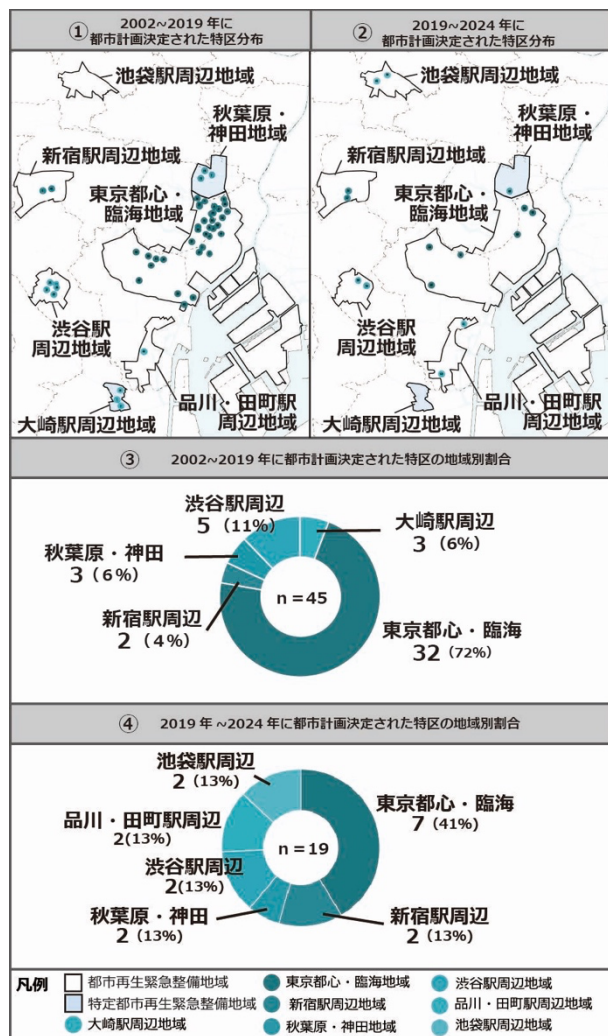 ① 2002~2019 年に
都市計画決定された特区分布
池袋駅周辺地域
秋葉原・
神田地域
新宿駅周辺地域
東京都心・
臨海地域
渋谷駅
周辺地域
品川・田町駅
周辺地域
大崎駅周辺地域
② 2019~2024 年に
都市計画決定された特区分布
池袋駅周辺地域
秋葉原・
神田地域
新宿駅周辺地域
東京都心・
臨海地域
渋谷駅
周辺地域
品川・田町駅
周辺地域
大崎駅周辺地域
③ 2002~2019 年に都市計画決定された特区の地域別割合
渋谷駅周辺
5 (11%)
大崎駅周辺
3 (6%)
秋葉原・神田
3 (6%)
n = 45
新宿駅周辺
2 (4%)
東京都心・臨海
32 (72%)
④ 2019 年 ~2024 年に都市計画決定された特区の地域別割合
池袋駅周辺
2 (13%)
東京都心・臨海
7 (41%)
品川・田町駅周辺
2(13%)
n = 19
渋谷駅周辺
2(13%)
秋葉原・神田
2 (13%)
新宿駅周辺
2 (13%)
凡例
都市再生緊急整備地域
特定都市再生緊急整備地域
大崎駅周辺地域
東京都心・臨海地域
新宿駅周辺地域
秋葉原・神田地域
渋谷駅周辺地域
品川・田町駅周辺地域
池袋駅周辺地域